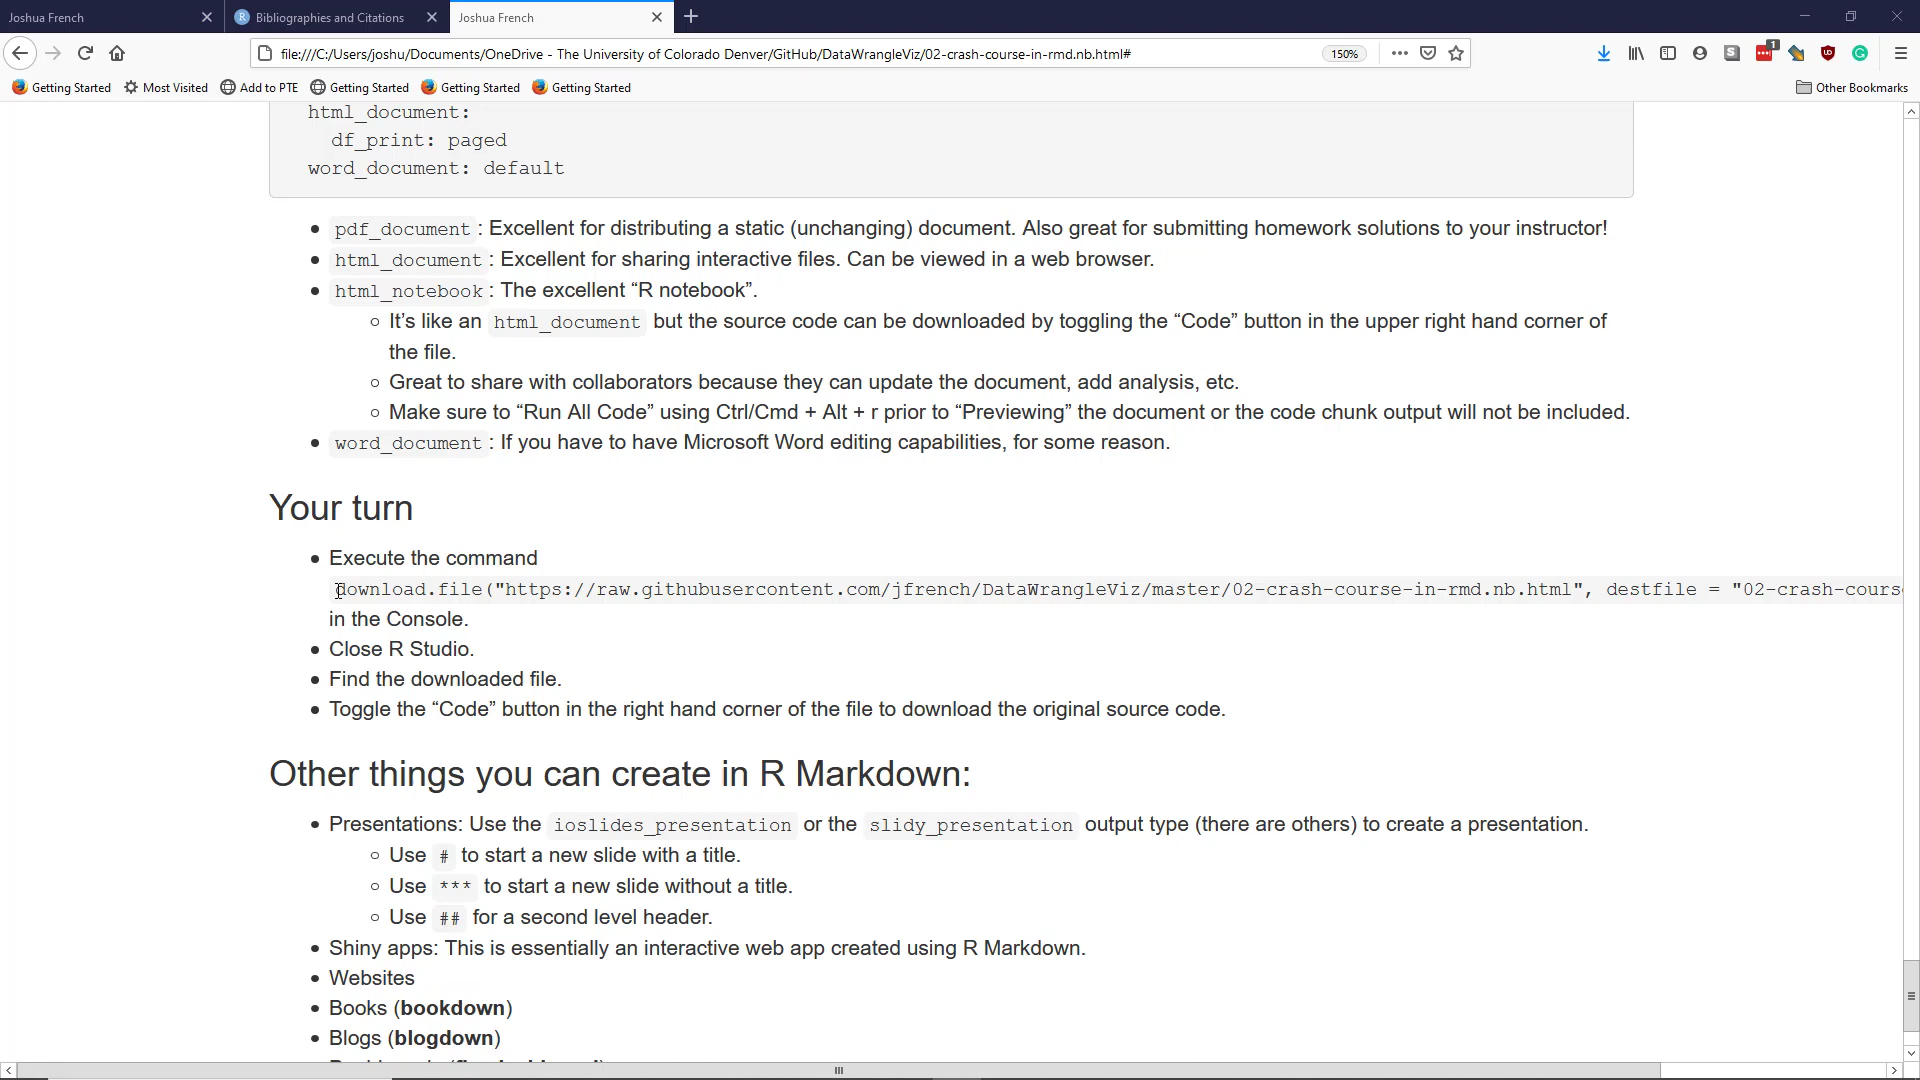 Joshua French
Bibliographies and Citations
Joshua French
file:///C:/Users/joshu/Documents/OneDrive - The University of Colorado Denver/GitHub/DataWrangleViz/02-crash-course-in-rmd.nb.html#
150%
1
Getting Started
Most Visited
Add to PTE
Getting Started
Getting Started
Getting Started
Other Bookmarks
html_document:
df_print: paged
word_document: default
pdf_document : Excellent for distributing a static (unchanging) document. Also great for submitting homework solutions to your instructor!
html_document : Excellent for sharing interactive files. Can be viewed in a web browser.
html_notebook : The excellent “R notebook”.
It’s like an html_document but the source code can be downloaded by toggling the “Code” button in the upper right hand corner of
the file.
Great to share with collaborators because they can update the document, add analysis, etc.
Make sure to “Run All Code” using Ctrl/Cmd + Alt + r prior to “Previewing” the document or the code chunk output will not be included.
word_document : If you have to have Microsoft Word editing capabilities, for some reason.
Your turn
Execute the command
download.file("https://raw.githubusercontent.com/jfrench/DataWrangleViz/master/02-crash-course-in-rmd.nb.html", destfile = "02-crash-cours
in the Console.
Close R Studio.
Find the downloaded file.
Toggle the “Code” button in the right hand corner of the file to download the original source code.
Other things you can create in R Markdown:
Presentations: Use the ioslides_presentation or the slidy_presentation output type (there are others) to create a presentation.
Use # to start a new slide with a title.
Use *** to start a new slide without a title.
Use ## for a second level header.
Shiny apps: This is essentially an interactive web app created using R Markdown.
Websites
Books (bookdown)
Blogs (blogdown)